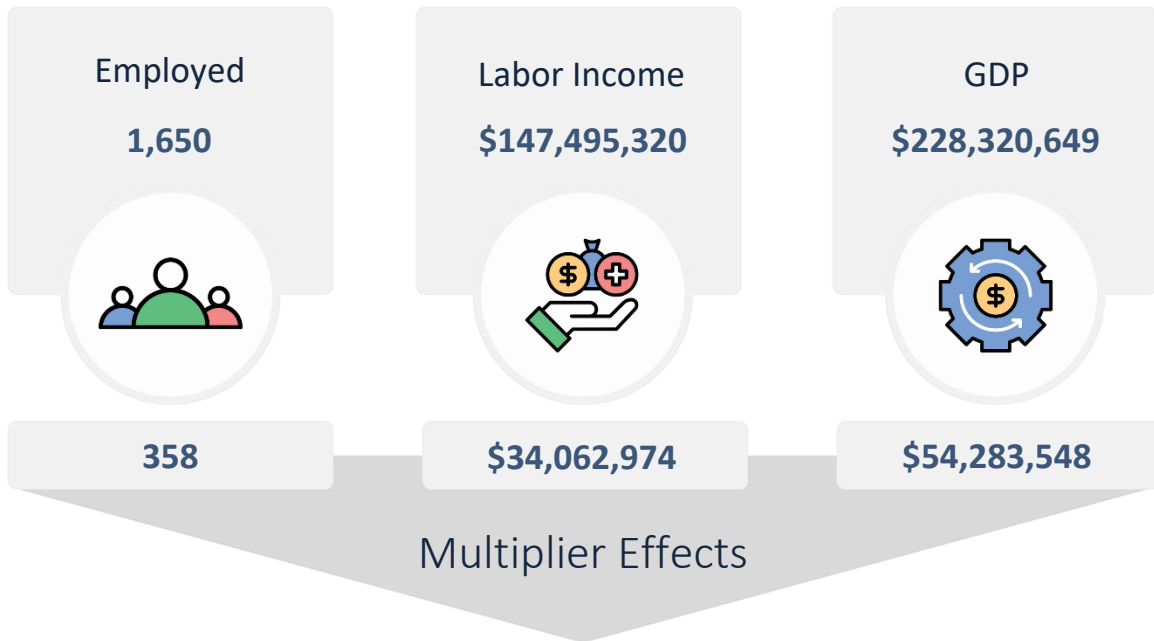 Employed
1,650
Labor Income
$147,495,320
GDP
$228,320,649
$
$
358
$34,062,974
$54,283,548
Multiplier Effects